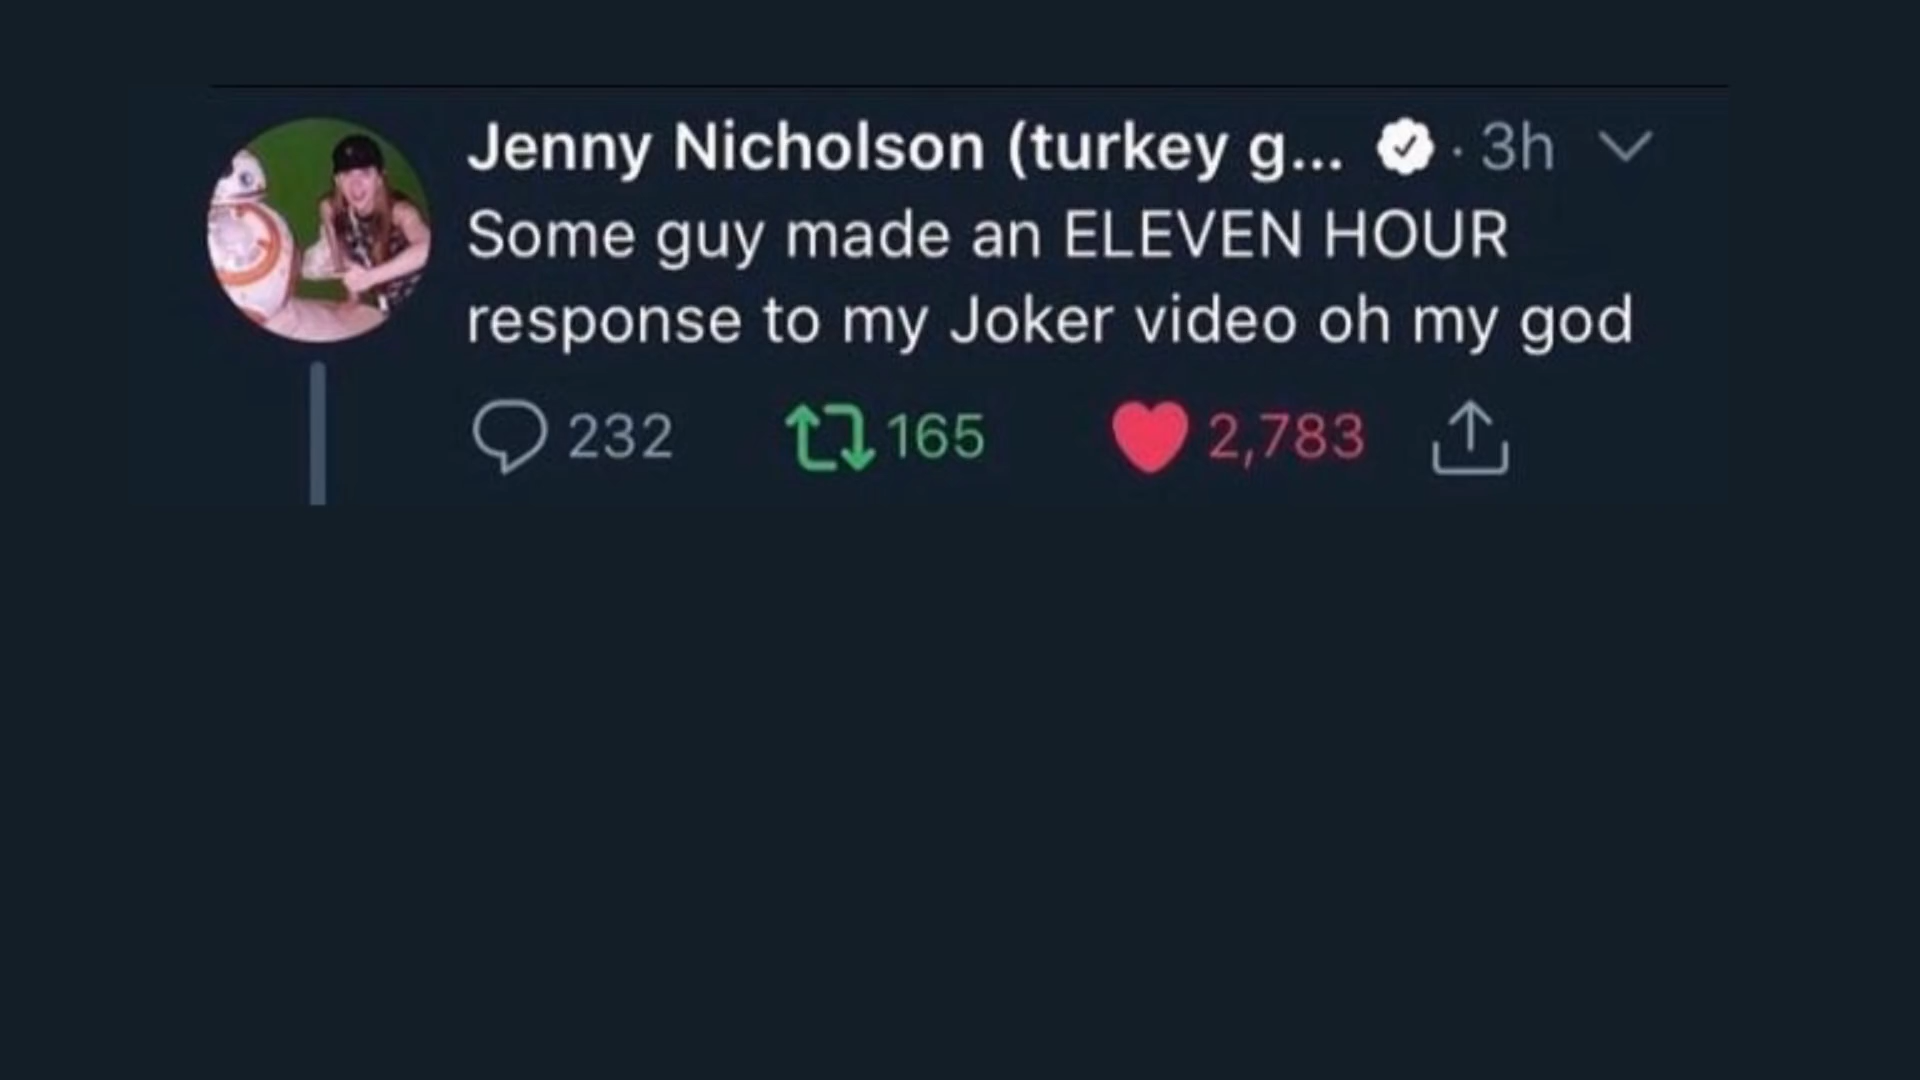 Jenny Nicholson (turkey g... · 3h
Some guy made an ELEVEN HOUR
response to my Joker video oh my god
232 165 2,783